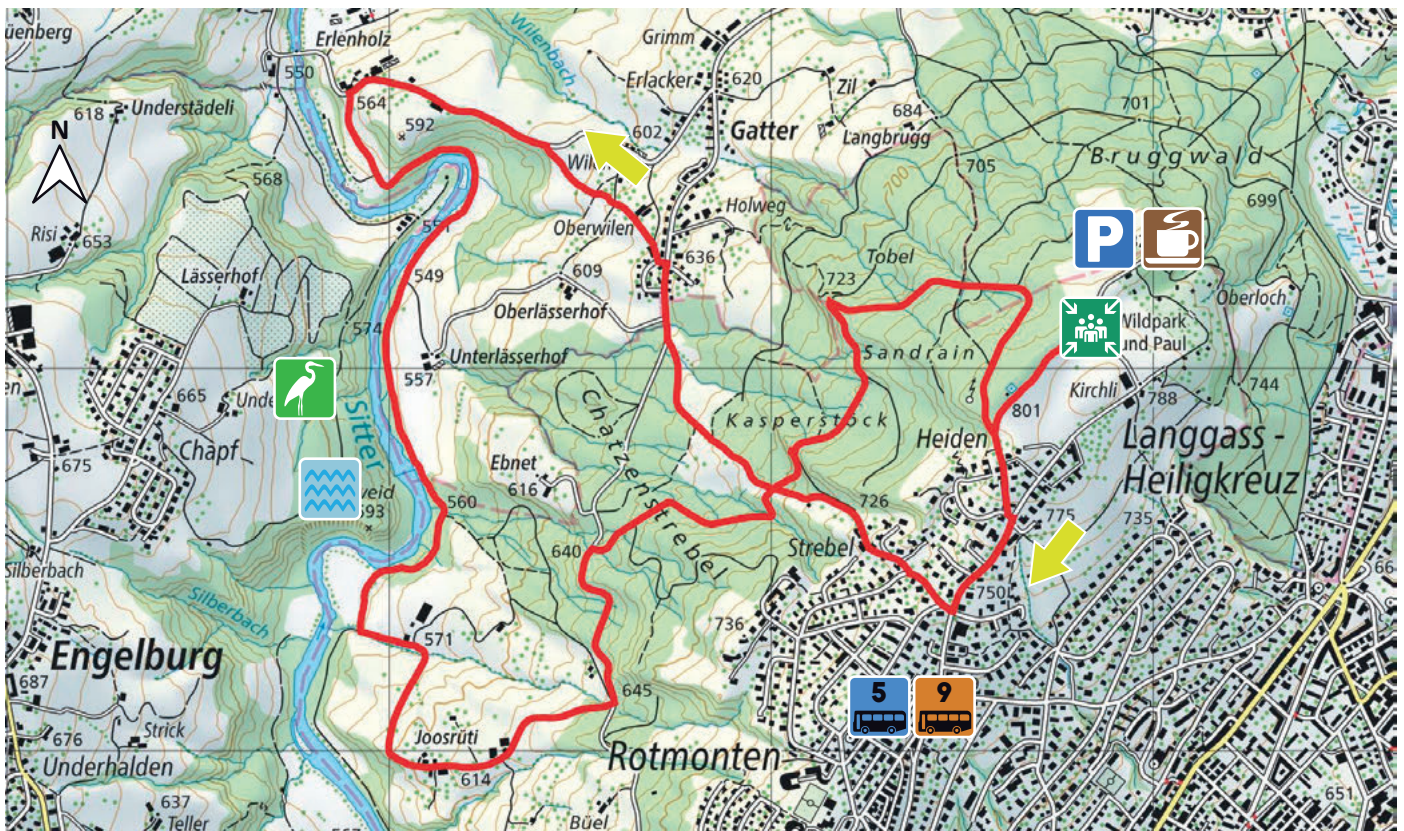 üenberg
Erlenholz
Wilenbach
Grimm
550
Erlacker
620
Zil
701
564
684
618
Understädeli
592
602
Gatter
Langbrugg
N
Bruggwald
705
700
568
699
Holweg
Risi
653
551
Oberwilen
P
636
Tobel
Lässerhof
549
609
723
Oberloch
Oberlässerhof
574
Wildpark
und Paul
Unterlässerhof
Sandrain
557
Kirchli
744
665
Sitter
788
801
Chatzenstrebel
Kasperstock
Heiden
Langgass -
Heiligkreuz
Chapf
675
Ebnet
616
weid
593
560
726
775
735
640
Strebel
Silberbach
66
Silberbach
750
571
736
Engelburg
687
645
5
9
Strick
676
Joosrüti
Rotmonten
Underhalden
614
637
651
Teller
Büel